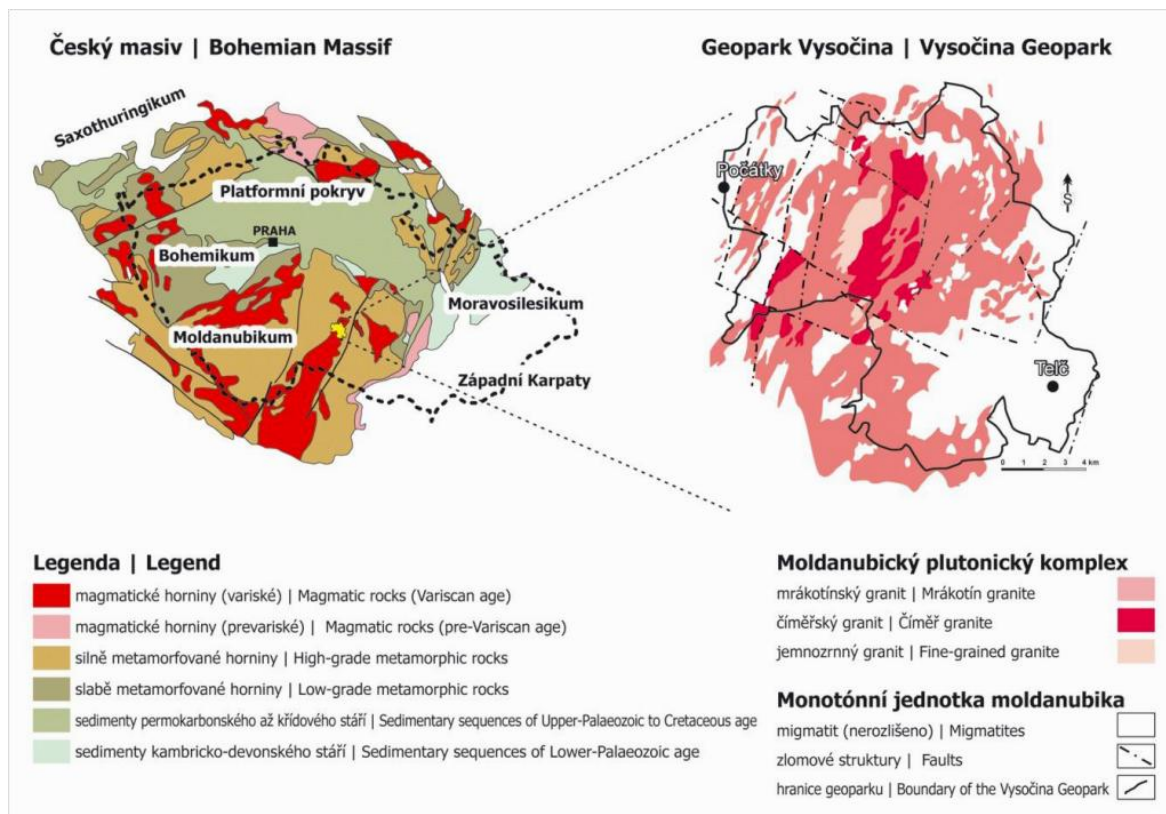 Český masiv | Bohemian Massif
Geopark Vysočina | Vysočina Geopark
Saxothuringikum
Platformní pokryv
PRAHA
Bohemikum
Moravosilesikum
Moldanubikum
Západní Karpaty
Počátky
S
Telč
0 1 2 3 4 km
Legenda | Legend
magmatické horniny (variské) | Magmatic rocks (Variscan age)
magmatické horniny (prevariské) | Magmatic rocks (pre-Variscan age)
silně metamorfované horniny | High-grade metamorphic rocks
slabě metamorfované horniny | Low-grade metamorphic rocks
sedimenty permokarbonského až křídového stáří | Sedimentary sequences of Upper-Palaeozoic to Cretaceous age
sedimenty kambricko-devonského stáří | Sedimentary sequences of Lower-Palaeozoic age
Moldanubický plutonický komplex
mrákotínský granit | Mrákotín granite
číměřský granit | Číměř granite
jemnozrnný granit | Fine-grained granite
Monotónní jednotka moldanubika
migmatit (nerozlišeno) | Migmatites
zlomové struktury | Faults
hranice geoparku | Boundary of the Vysočina Geopark